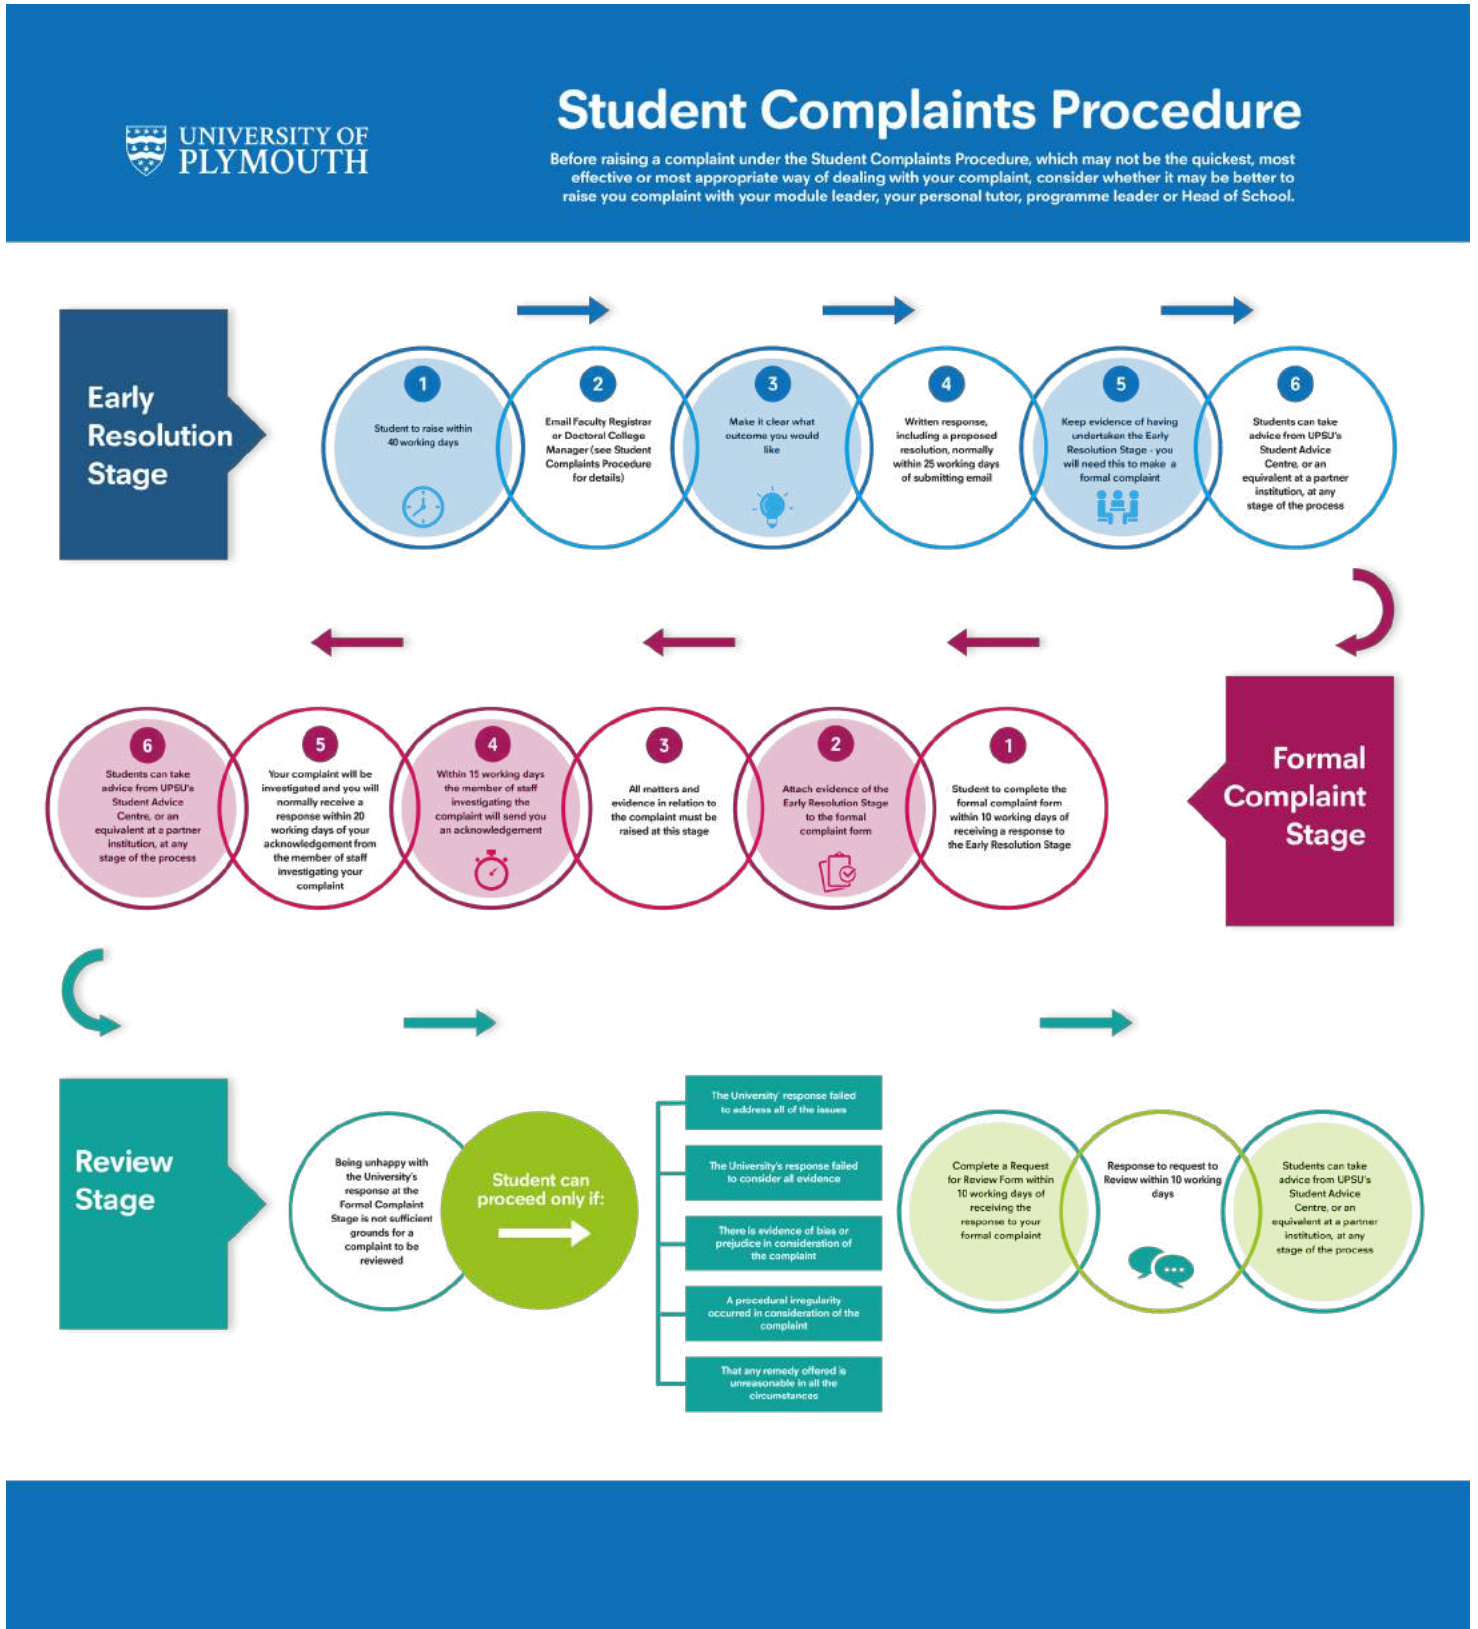 UNIVERSITY OF
PLYMOUTH
Student Complaints Procedure
Before raising a complaint under the Student Complaints Procedure, which may not be the quickest, most
effective or most appropriate way of dealing with your complaint, consider whether it may be better to
raise you complaint with your module leader, your personal tutor, programme leader or Head of School.
Early
Resolution
Stage
1
Student to raise within
40 working days
2
Email Faculty Registrar
or Doctoral College
Manager (see Student
Complaints Procedure
for details)
3
Make it clear what
outcome you would
like
4
Written response,
including a proposed
resolution, normally
within 25 working days
of submitting email
5
Keep evidence of having
undertaken the Early
Resolution Stage - you
will need this to make a
formal complaint
6
Students can take
advice from UPSU's
Student Advice
Centre, or an
equivalent at a partner
institution, at any
stage of the process
Formal
Complaint
Stage
1
Student to complete the
formal complaint form
within 10 working days of
receiving a response to
the Early Resolution Stage
2
Attach evidence of the
Early Resolution Stage
to the formal
complaint form
3
All matters and
evidence in relation to
the complaint must be
raised at this stage
4
Within 15 working days
the member of staff
investigating the
complaint will send you
an acknowledgement
5
Your complaint will be
investigated and you will
normally receive a
response within 20
working days of your
acknowledgement from
the member of staff
investigating your
complaint
6
Students can take
advice from UPSU's
Student Advice
Centre, or an
equivalent at a partner
institution, at any
stage of the process
Review
Stage
Being unhappy with
the University's
response at the
Formal Complaint
Stage is not sufficient
grounds for a
complaint to be
reviewed
Student can
proceed only if:
The University' response failed
to address all of the issues
The University's response failed
to consider all evidence
There is evidence of bias or
prejudice in consideration of
the complaint
A procedural irregularity
occurred in consideration of the
complaint
That any remedy offered is
unreasonable in all the
circumstances
Complete a Request
for Review Form within
10 working days of
receiving the
response to your
formal complaint
Response to request to
Review within 10 working
days
Students can take
advice from UPSU's
Student Advice
Centre, or an
equivalent at a partner
institution, at any
stage of the process